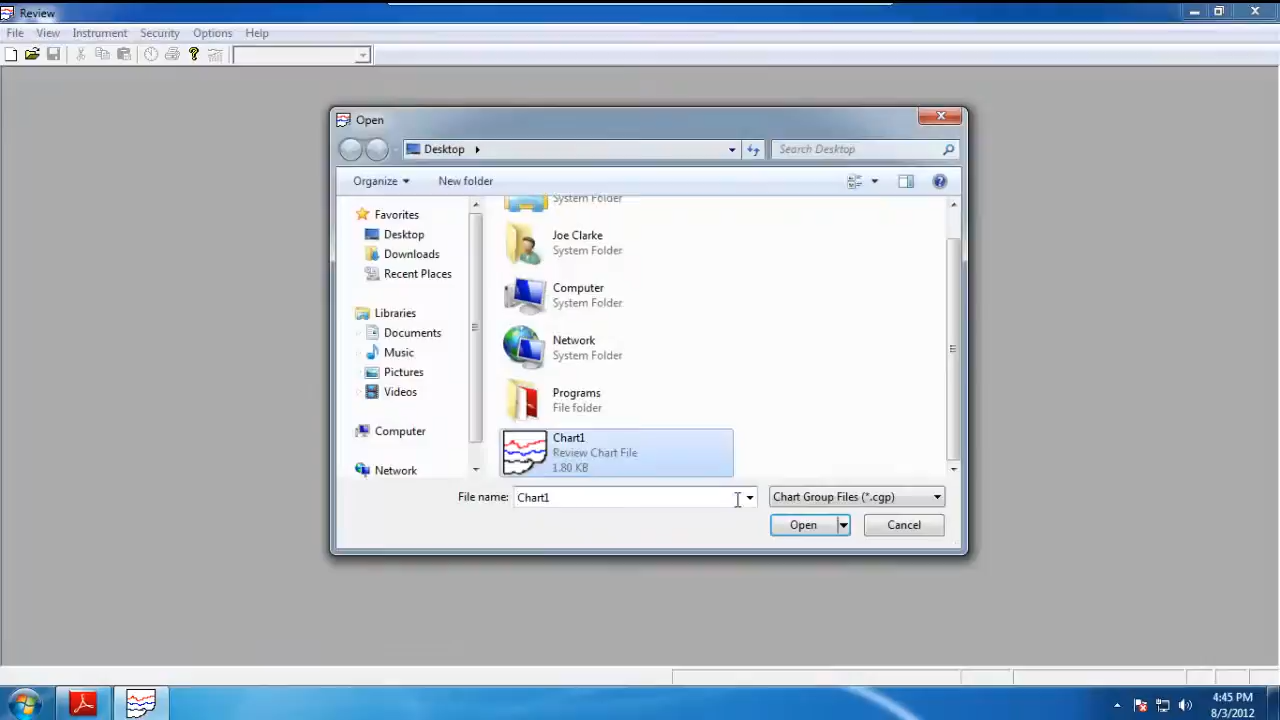 Review
File View Instrument Security Options Help
Open
Desktop
Search Desktop
Organize New folder
Favorites
Desktop
Downloads
Recent Places
Libraries
Documents
Music
Pictures
Videos
Computer
Network
System Folder
Joe Clarke
System Folder
Computer
System Folder
Network
System Folder
Programs
File folder
Chart1
Review Chart File
1.80 KB
File name: Chart1
Chart Group Files (*.cgp)
Open Cancel
4:45 PM
8/3/2012